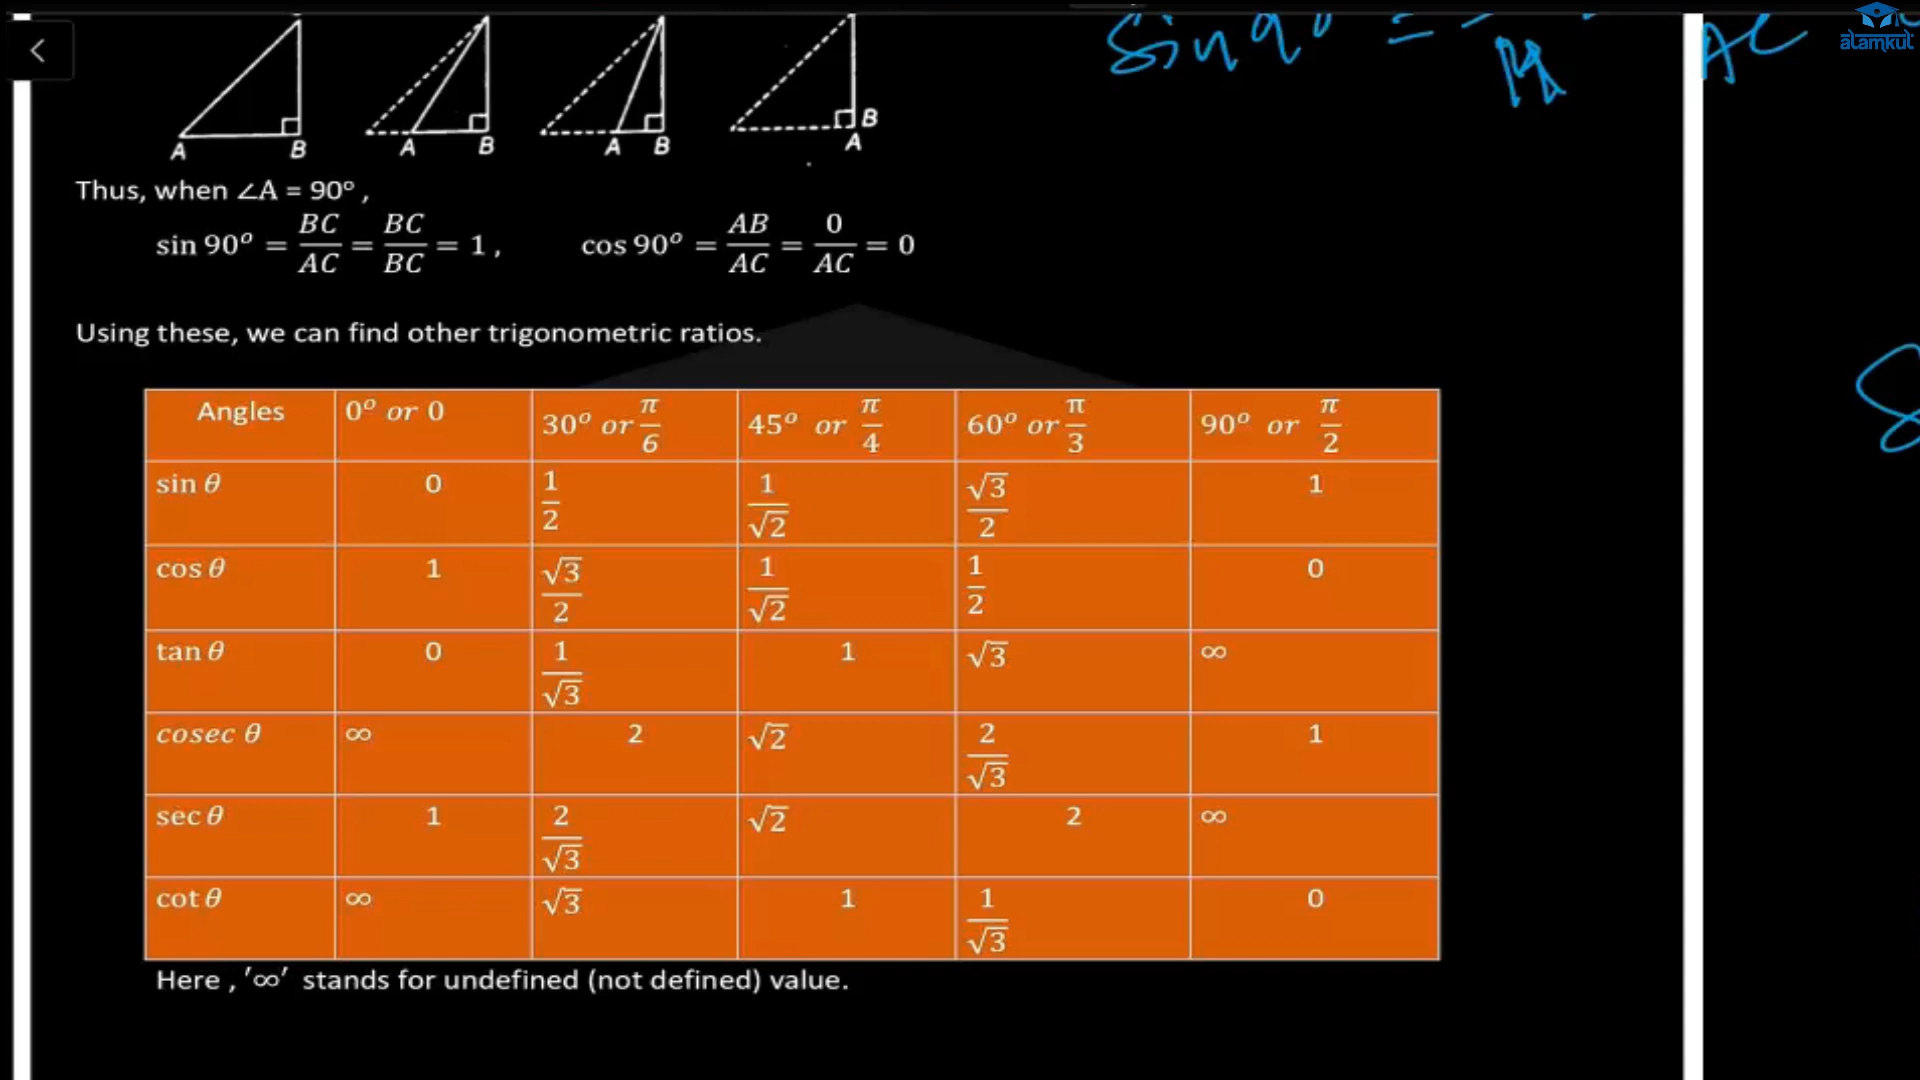 sin 90° =
AC
alamkul
A B A B A B B
A
Thus, when ∠A = 90° ,
sin 90° = BC/AC = BC/BC = 1 , cos 90° = AB/AC = 0/AC = 0
Using these, we can find other trigonometric ratios.
Angles 0° or 0 30° or π/6 45° or π/4 60° or π/3 90° or π/2
sin θ 0 1/2 1/√2 √3/2 1
cos θ 1 √3/2 1/√2 1/2 0
tan θ 0 1/√3 1 √3 ∞
cosec θ ∞ 2 √2 2/√3 1
sec θ 1 2/√3 √2 2 ∞
cot θ ∞ √3 1 1/√3 0
Here , '∞' stands for undefined (not defined) value.